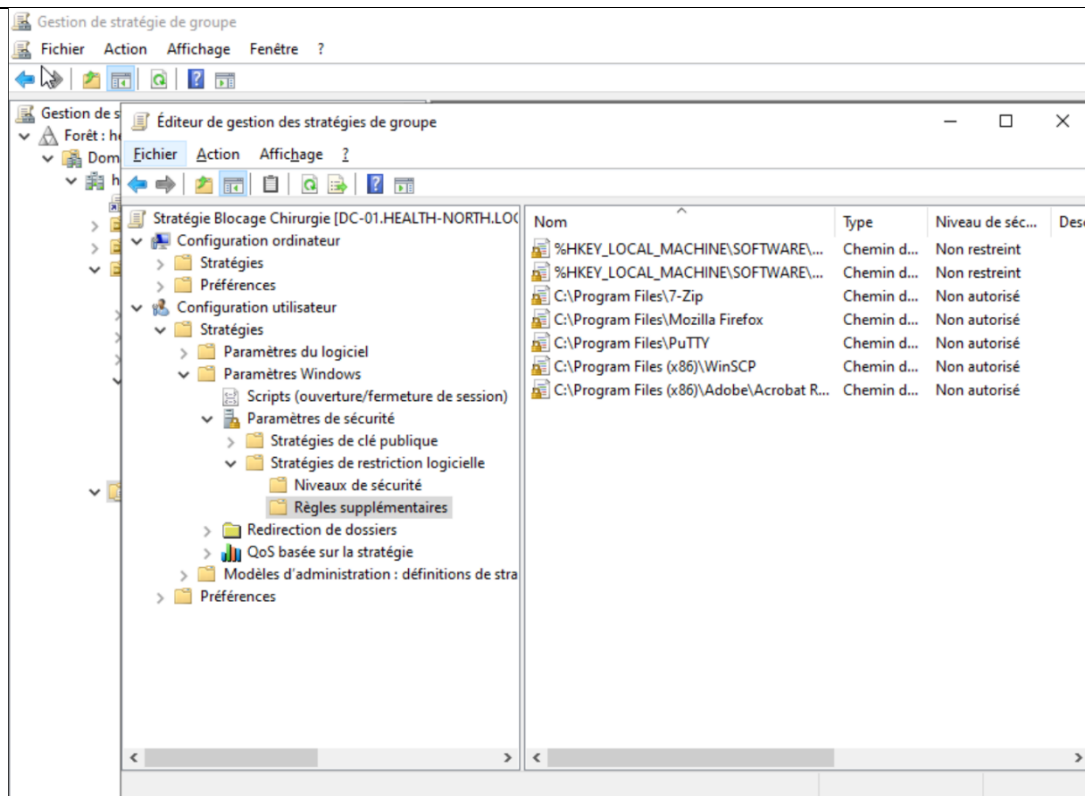 Gestion de stratégie de groupe
Fichier Action Affichage Fenêtre ?
Gestion de s
Forêt : he
Dom
h
Éditeur de gestion des stratégies de groupe
Fichier Action Affichage ?
Stratégie Blocage Chirurgie [DC-01.HEALTH-NORTH.LOC
Configuration ordinateur
Stratégies
Préférences
Configuration utilisateur
Stratégies
Paramètres du logiciel
Paramètres Windows
Scripts (ouverture/fermeture de session)
Paramètres de sécurité
Stratégies de clé publique
Stratégies de restriction logicielle
Niveaux de sécurité
Règles supplémentaires
Redirection de dossiers
QoS basée sur la stratégie
Modèles d'administration : définitions de stra
Préférences
Nom Type Niveau de séc... Desc
%HKEY_LOCAL_MACHINE\SOFTWARE\... Chemin d... Non restreint
%HKEY_LOCAL_MACHINE\SOFTWARE\... Chemin d... Non restreint
C:\Program Files\7-Zip Chemin d... Non autorisé
C:\Program Files\Mozilla Firefox Chemin d... Non autorisé
C:\Program Files\PuTTY Chemin d... Non autorisé
C:\Program Files (x86)\WinSCP Chemin d... Non autorisé
C:\Program Files (x86)\Adobe\Acrobat R... Chemin d... Non autorisé